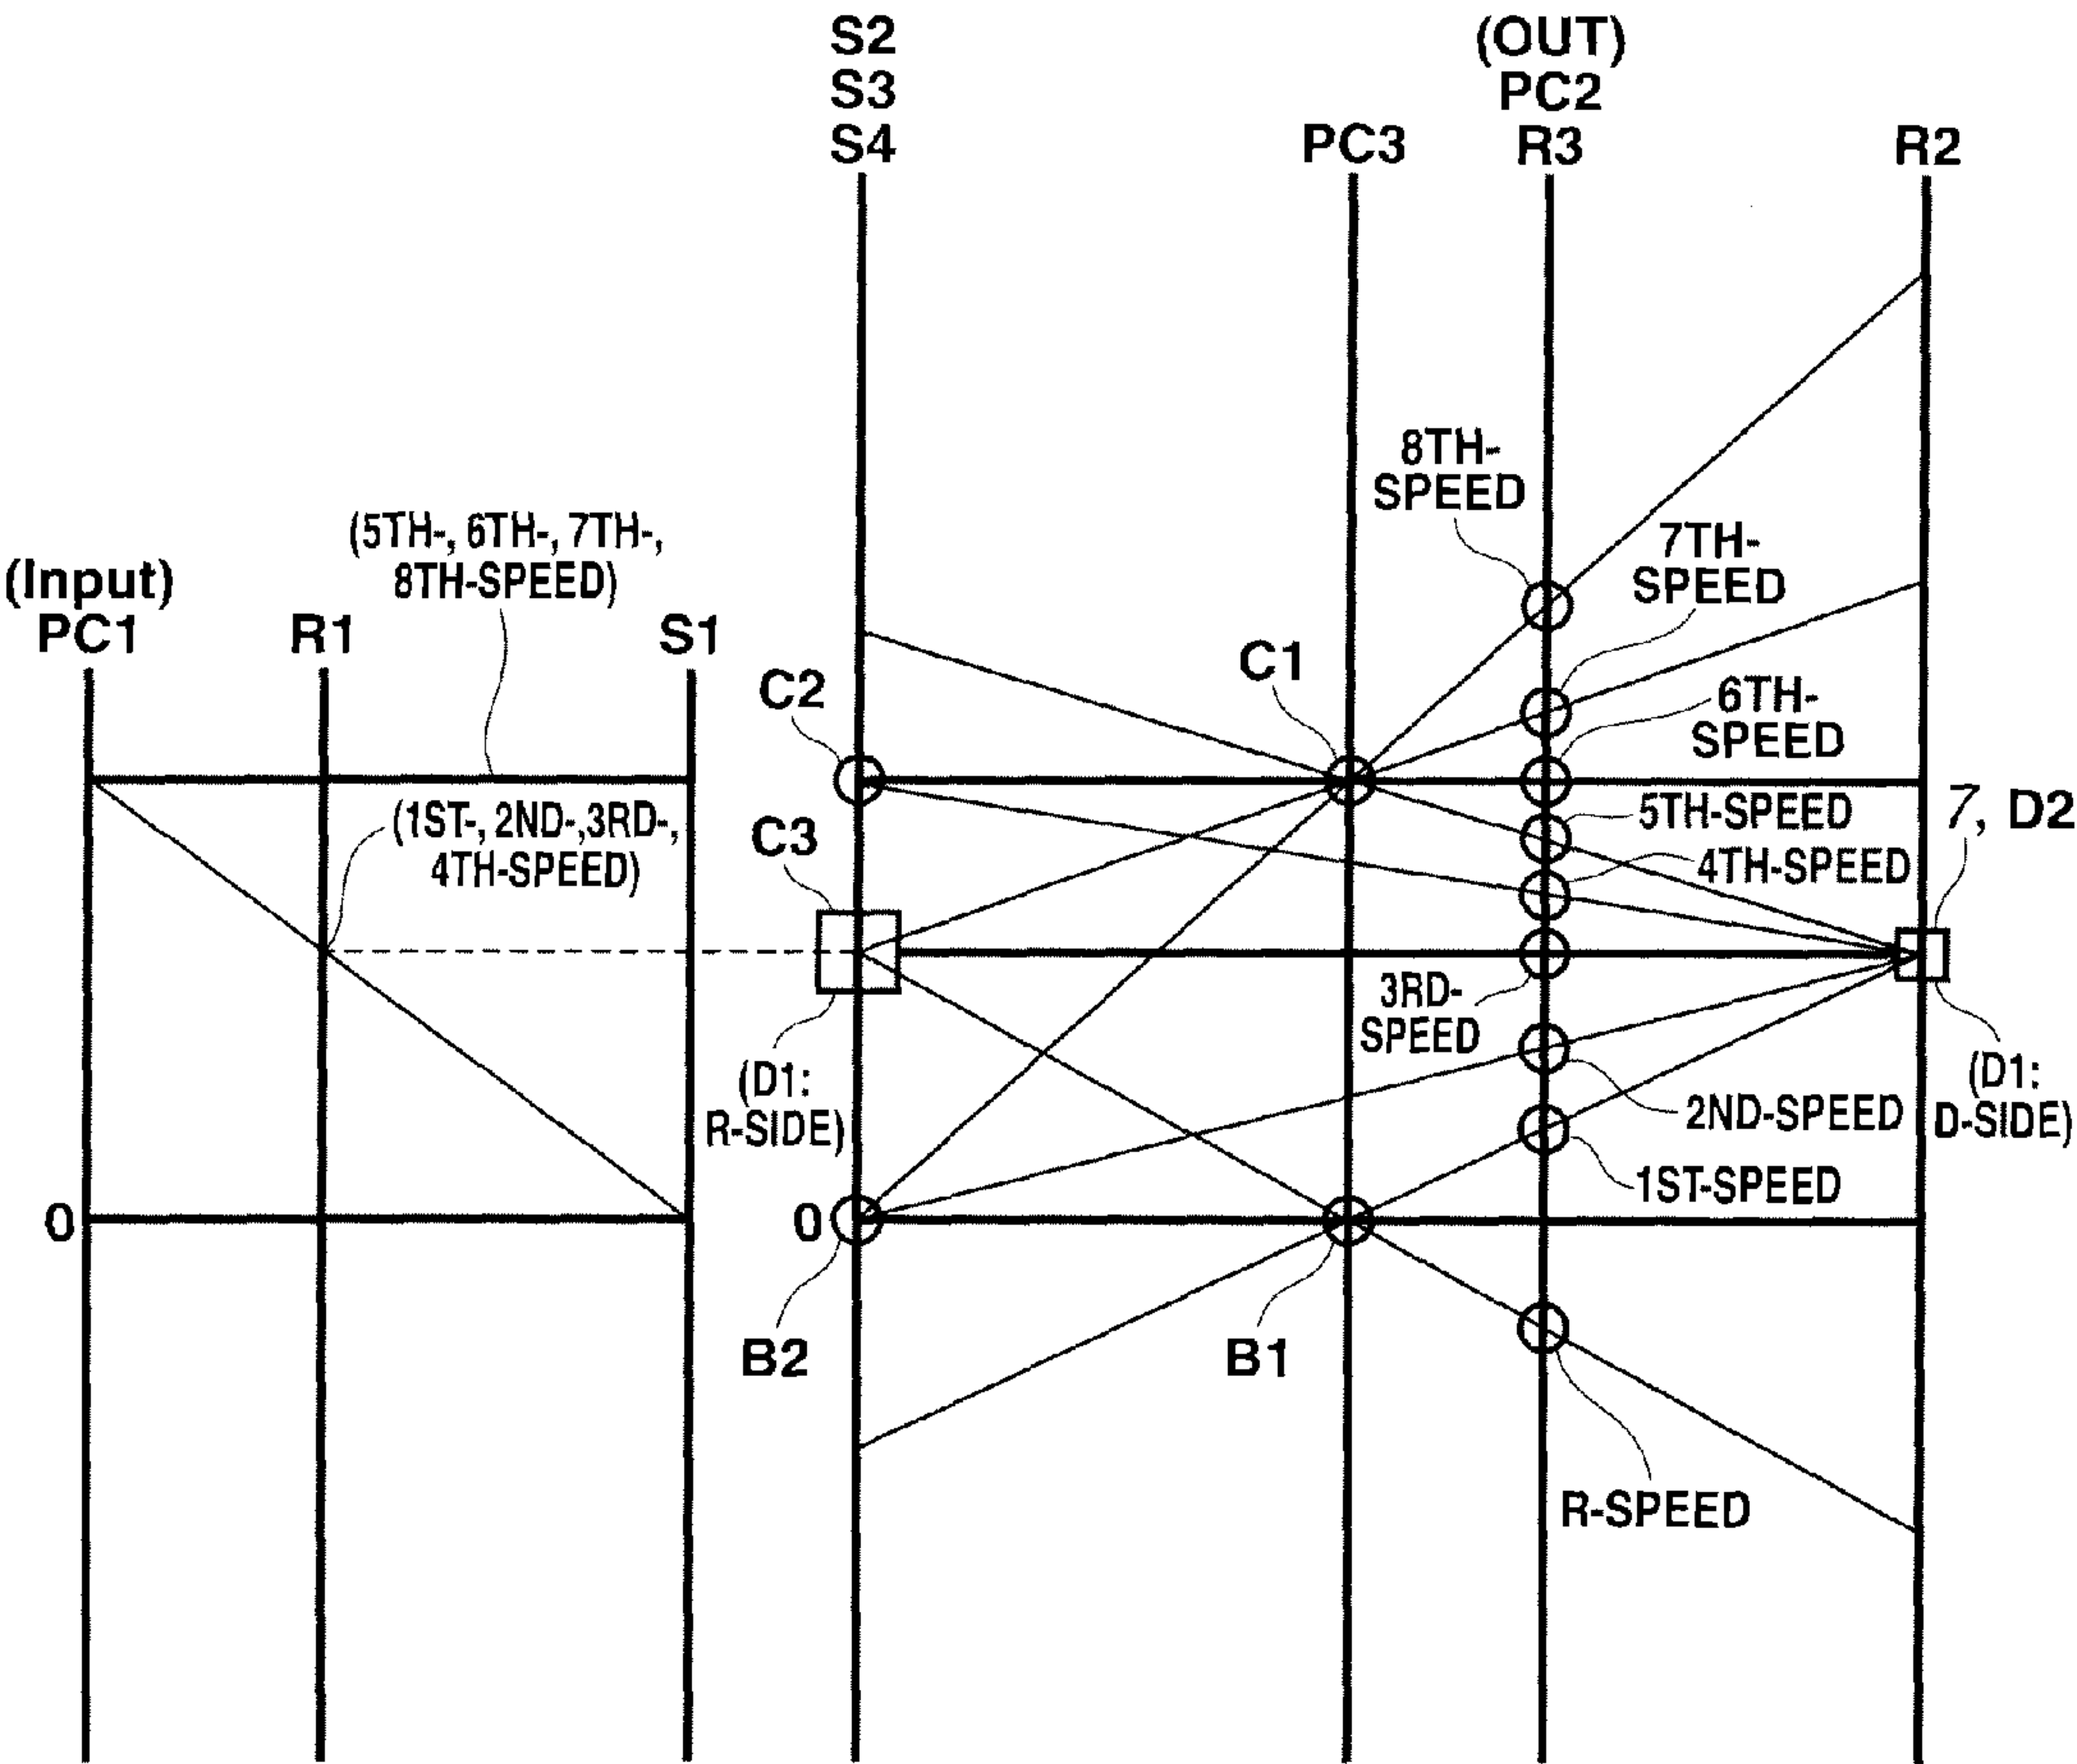 S2
S3
S4
(OUT)
PC2
R3
PC3
R2
8TH-
SPEED
(5TH-, 6TH-, 7TH-,
8TH-SPEED)
7TH-
SPEED
(Input)
PC1
R1
S1
C2
C1
6TH-
SPEED
(1ST-, 2ND-,3RD-,
4TH-SPEED)
C3
5TH-SPEED
7, D2
4TH-SPEED
3RD-
SPEED
(D1:
R-SIDE)
(D1:
D-SIDE)
2ND-SPEED
1ST-SPEED
0
0
B2
B1
R-SPEED